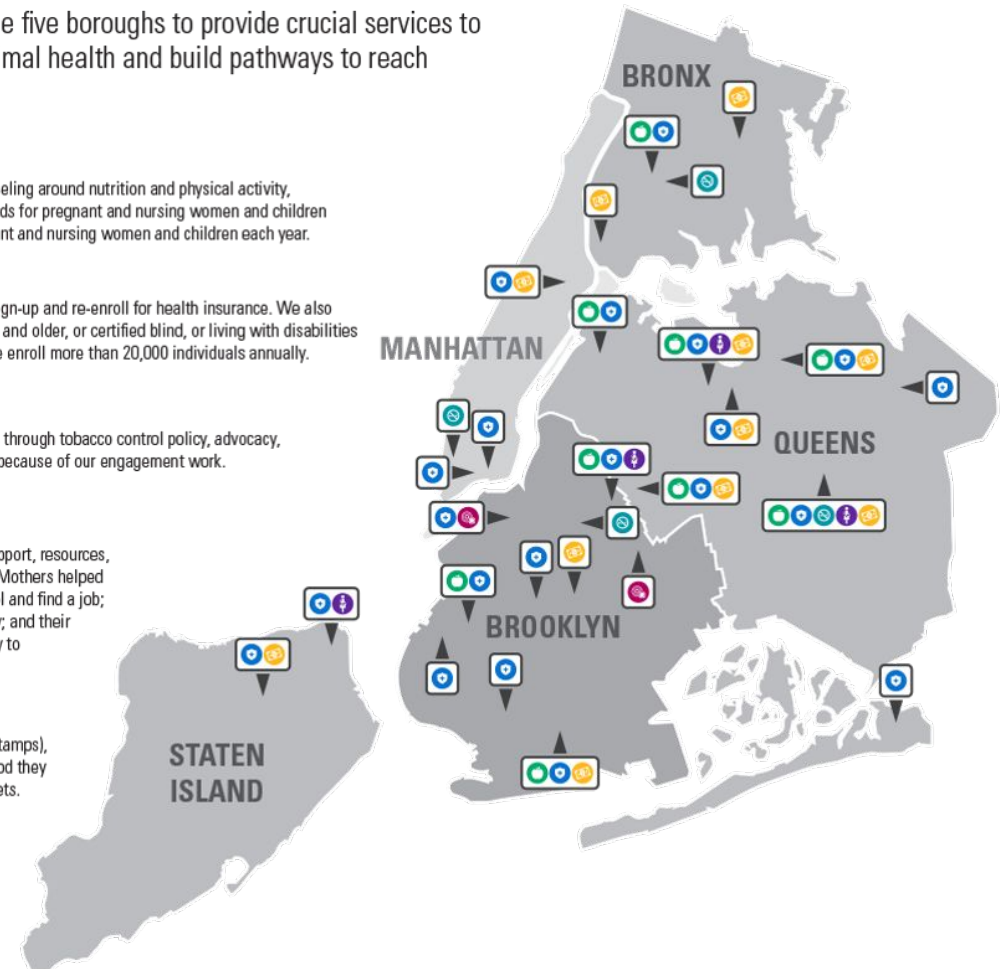 e five boroughs to provide crucial services to
mal health and build pathways to reach
eling around nutrition and physical activity,
ds for pregnant and nursing women and children
nt and nursing women and children each year.
gn-up and re-enroll for health insurance. We also
and older, or certified blind, or living with disabilities
e enroll more than 20,000 individuals annually.
through tobacco control policy, advocacy,
because of our engagement work.
pport, resources,
Mothers helped
l and find a job;
; and their
y to
tamps),
od they
ets.
BRONX
MANHATTAN
QUEENS
BROOKLYN
STATEN
ISLAND